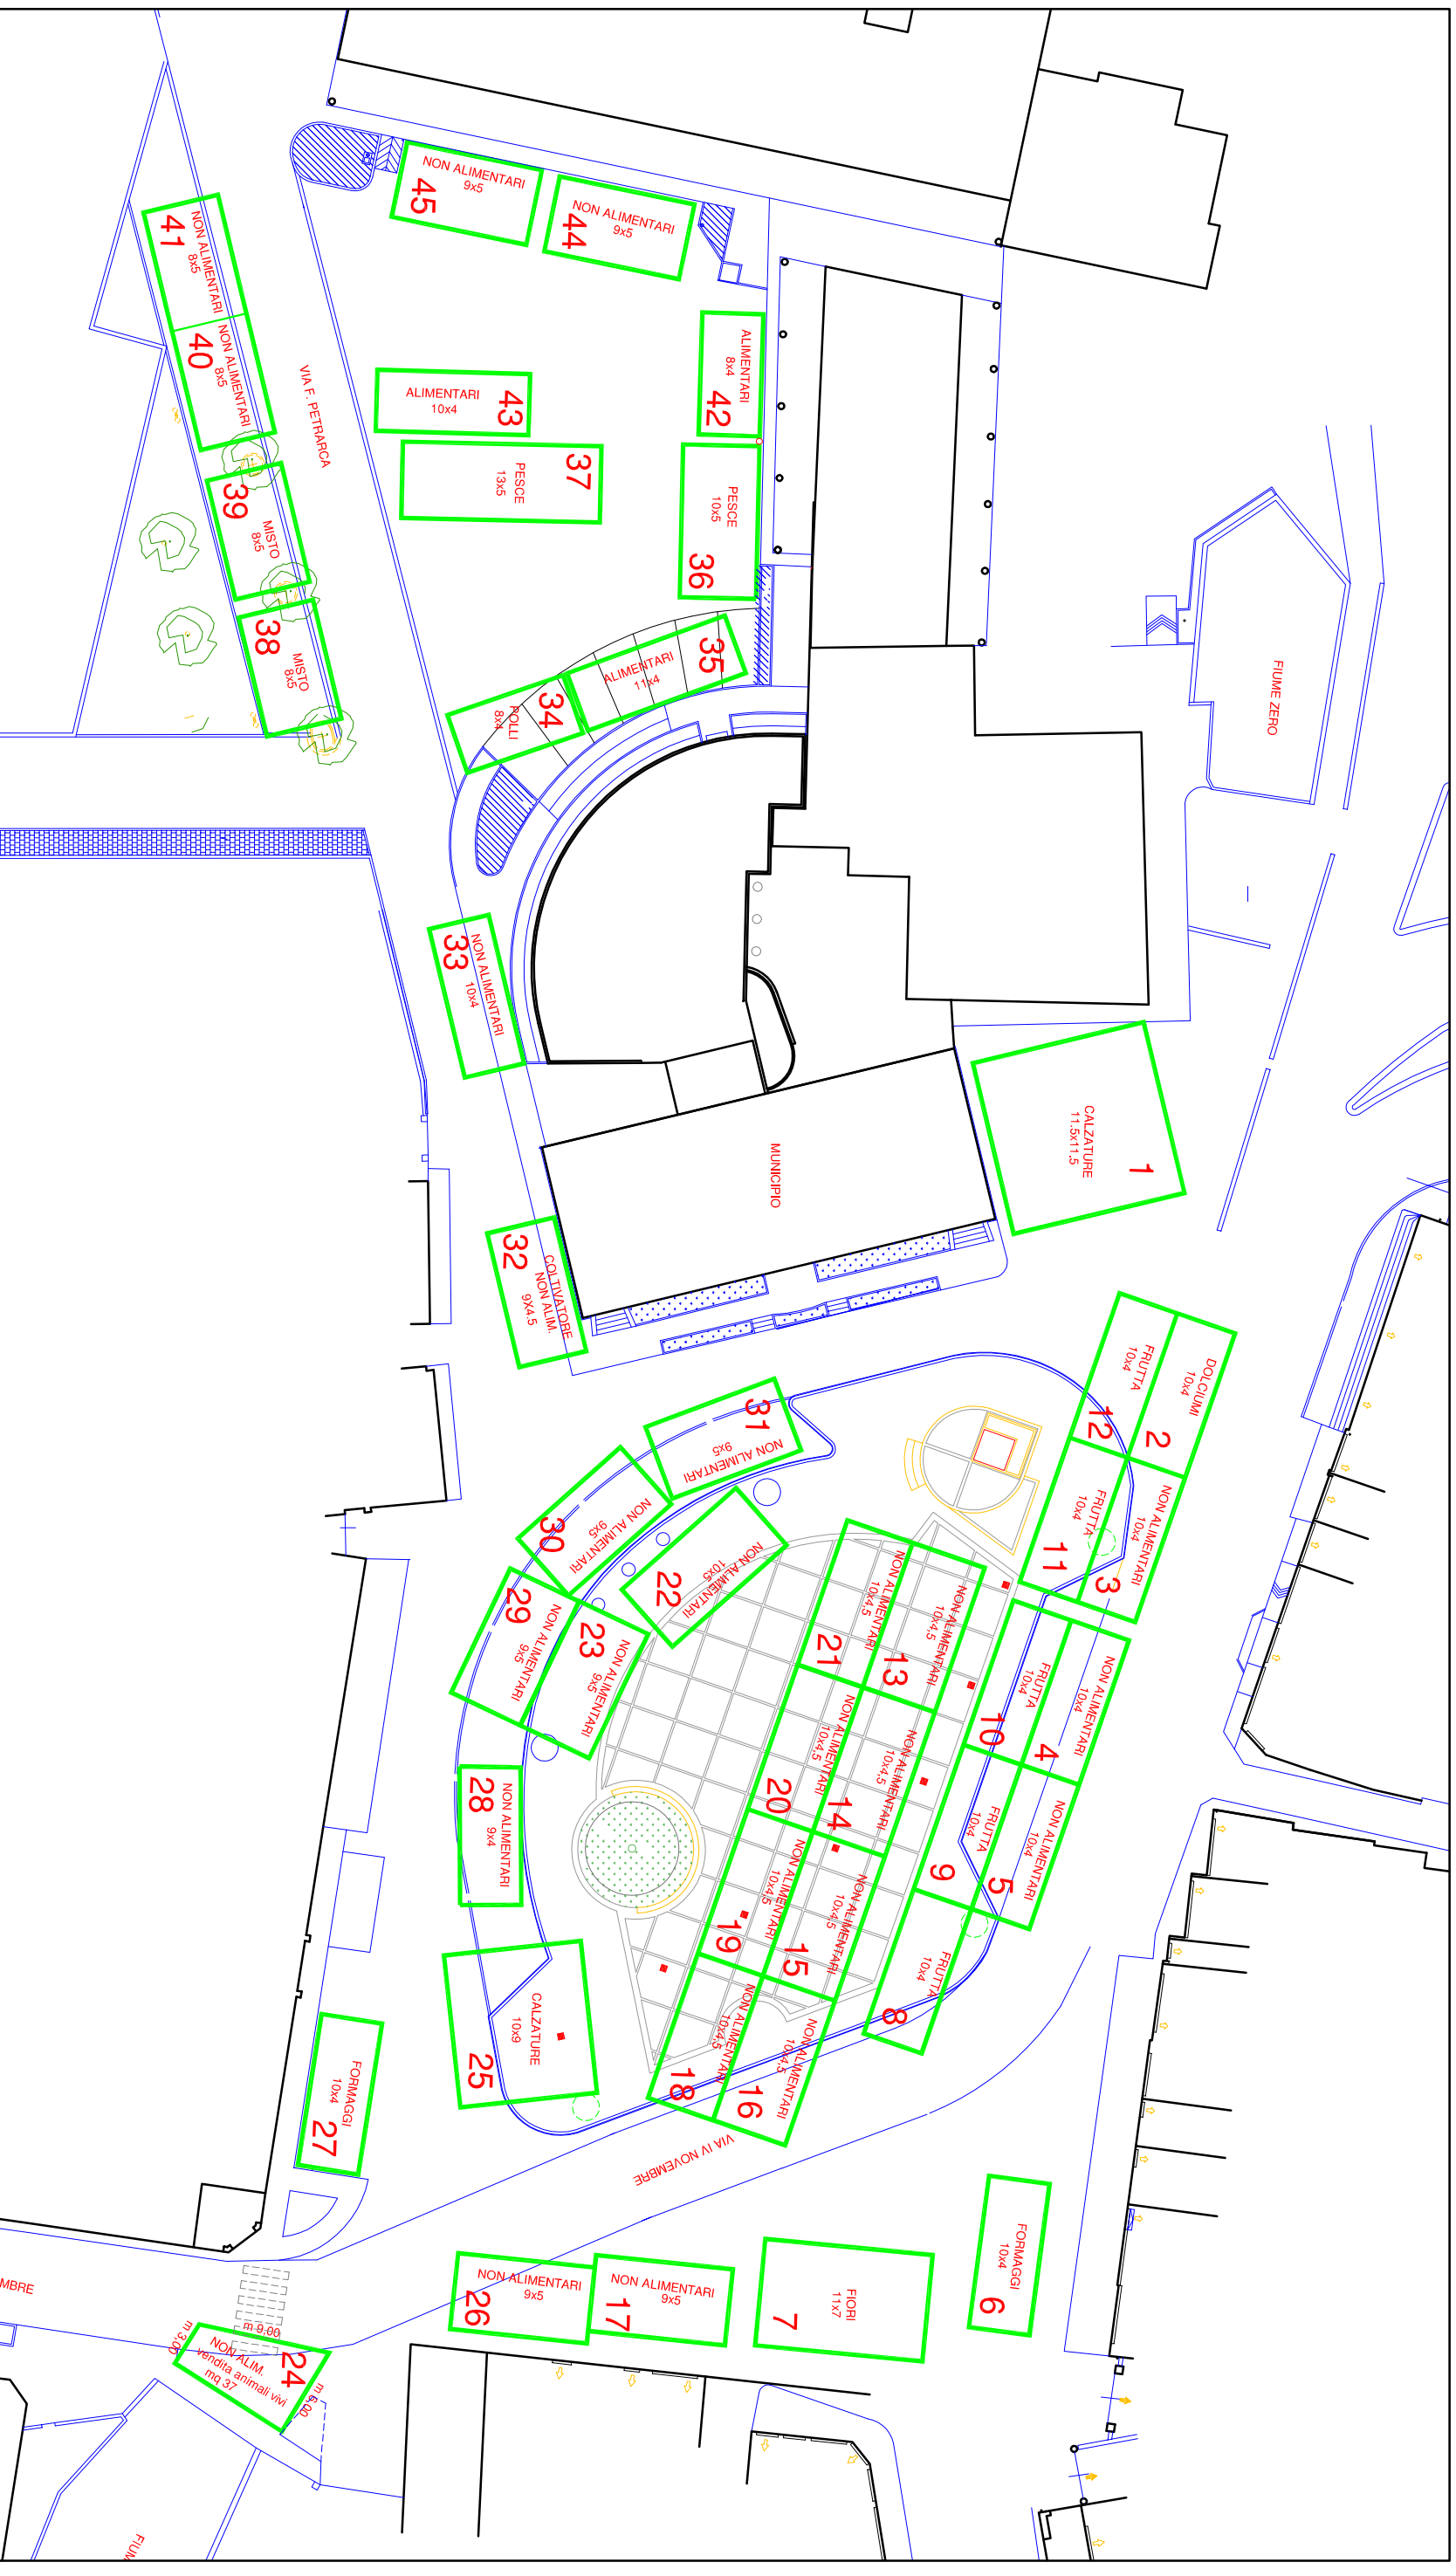 NON ALIMENTARI
9x5
45
NON ALIMENTARI
9x5
44
NON ALIMENTARI
8x5
41
NON ALIMENTARI
8x5
40
VIA F. PETRARCA
ALIMENTARI
8x4
42
ALIMENTARI
10x4
43
PESCE
13x5
37
PESCE
10x5
36
MISTO
8x5
39
MISTO
8x5
38
ALIMENTARI
11x4
35
POLLI
8x4
34
FIUME ZERO
NON ALIMENTARI
10x4
33
CALZATURE
11.5x11.5
1
MUNICIPIO
COLTIVATORE
NON ALIM.
9X4.5
32
DOLCIUMI
10x4
2
FRUTTA
10x4
12
NON ALIMENTARI
10x4
3
FRUTTA
10x4
11
NON ALIMENTARI
9x5
31
NON ALIMENTARI
9x5
30
NON ALIMENTARI
10x5
22
NON ALIMENTARI
9x5
29
NON ALIMENTARI
9x5
23
NON ALIMENTARI
10x4,5
21
NON ALIMENTARI
10x4,5
13
FRUTTA
10x4
10
NON ALIMENTARI
10x4
4
NON ALIMENTARI
10x4,5
20
NON ALIMENTARI
10x4,5
14
FRUTTA
10x4
9
NON ALIMENTARI
10x4
5
NON ALIMENTARI
9x4
28
NON ALIMENTARI
10x4,5
19
NON ALIMENTARI
10x4,5
15
FRUTTA
10x4
8
CALZATURE
10x9
25
NON ALIMENTARI
10x4,5
18
NON ALIMENTARI
10x4,5
16
FORMAGGI
10x4
27
VIA IV NOVEMBRE
FORMAGGI
10x4
6
FIORI
11x7
7
NON ALIMENTARI
9x5
17
NON ALIMENTARI
9x5
26
MBRE
m 9,00
m 3,00
NON ALIM.
vendita animali vivi
mq 37
24
m 6,00
FIUM